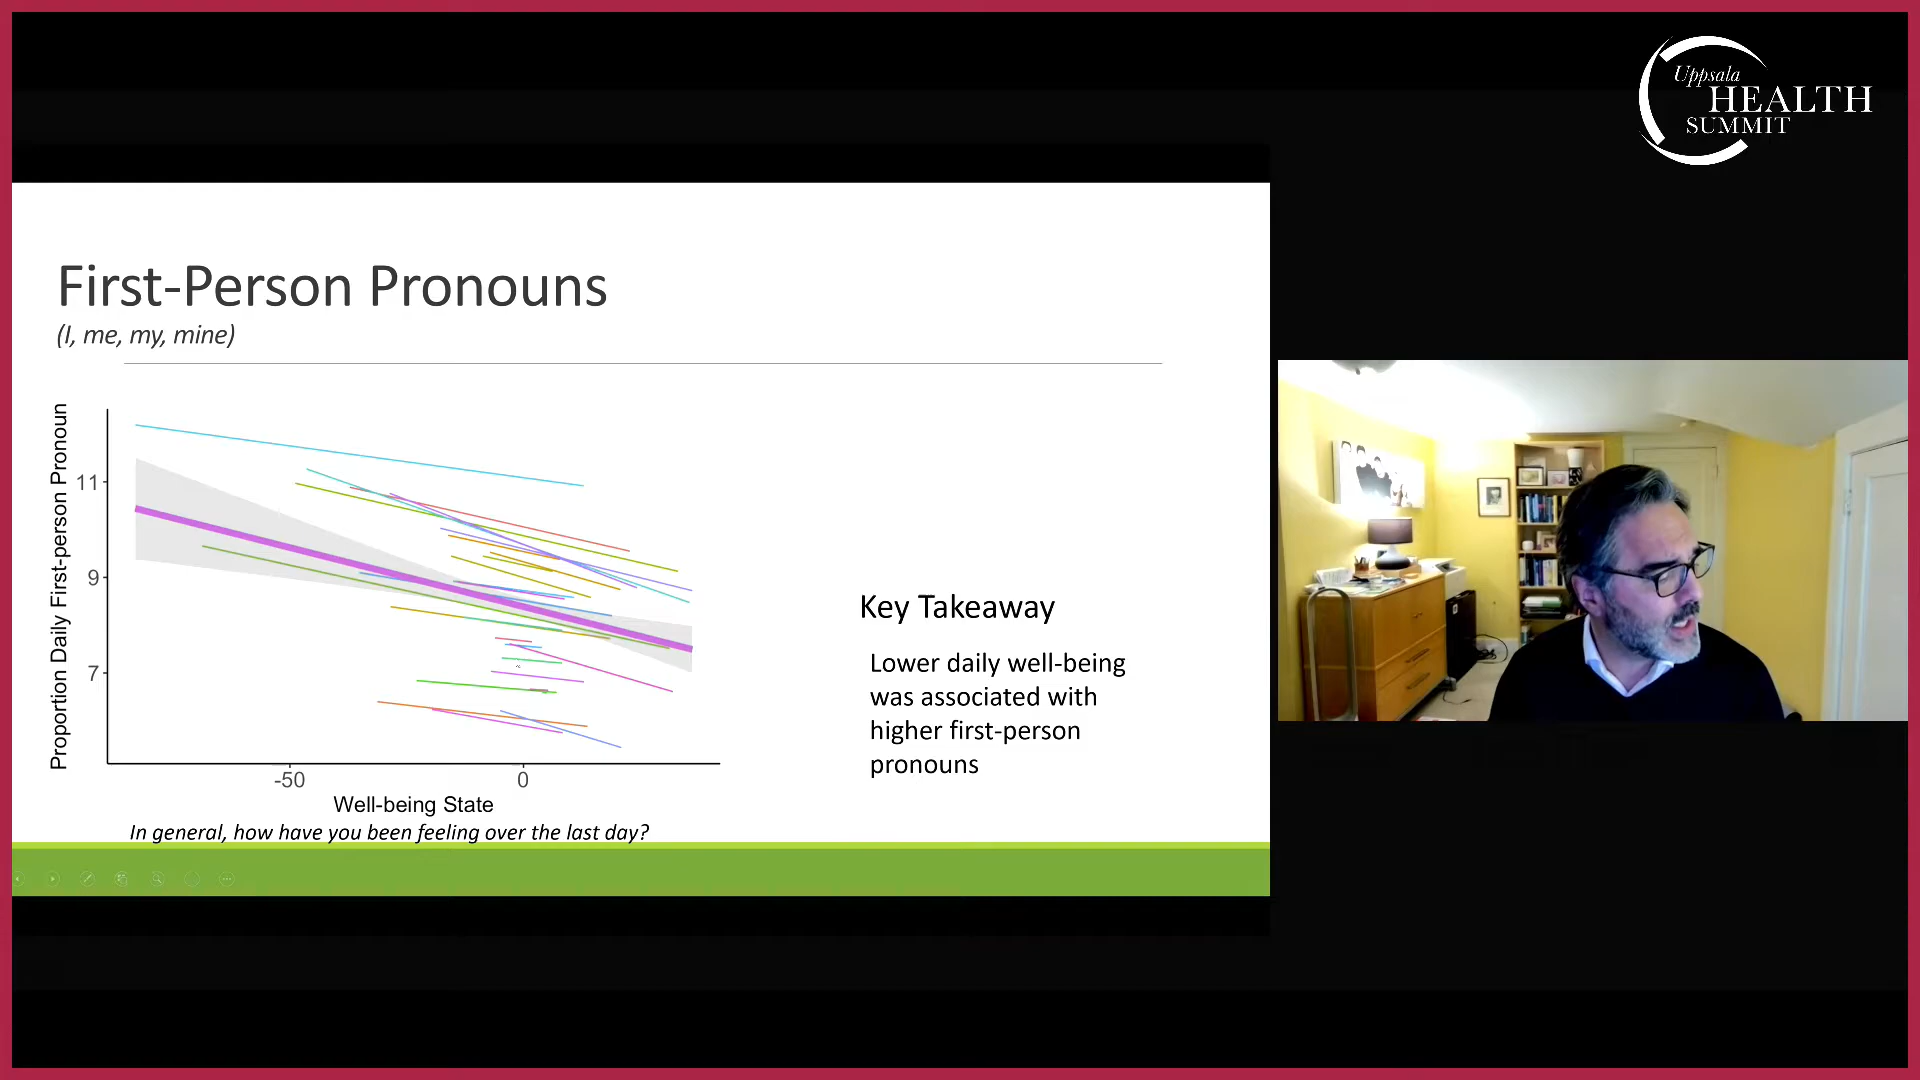 Uppsala
HEALTH
SUMMIT
First-Person Pronouns
(I, me, my, mine)
Proportion Daily First-person Pronoun
11
9
7
-50
0
Well-being State
In general, how have you been feeling over the last day?
Key Takeaway
Lower daily well-being
was associated with
higher first-person
pronouns